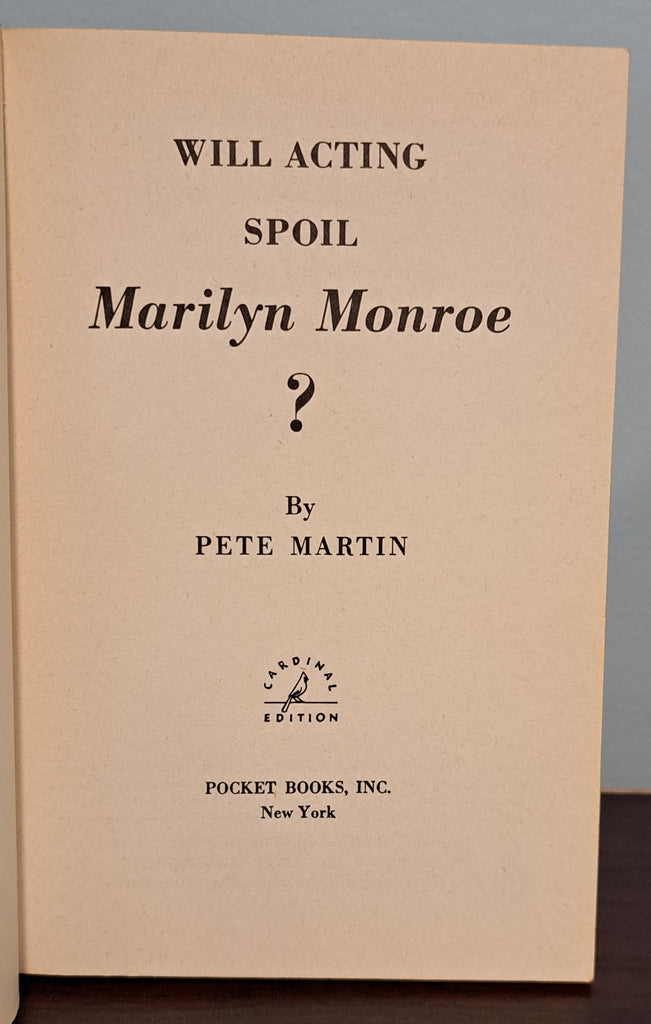 WILL ACTING
SPOIL
Marilyn Monroe
?
By
PETE MARTIN
CARDINAL
EDITION
POCKET BOOKS, INC.
New York